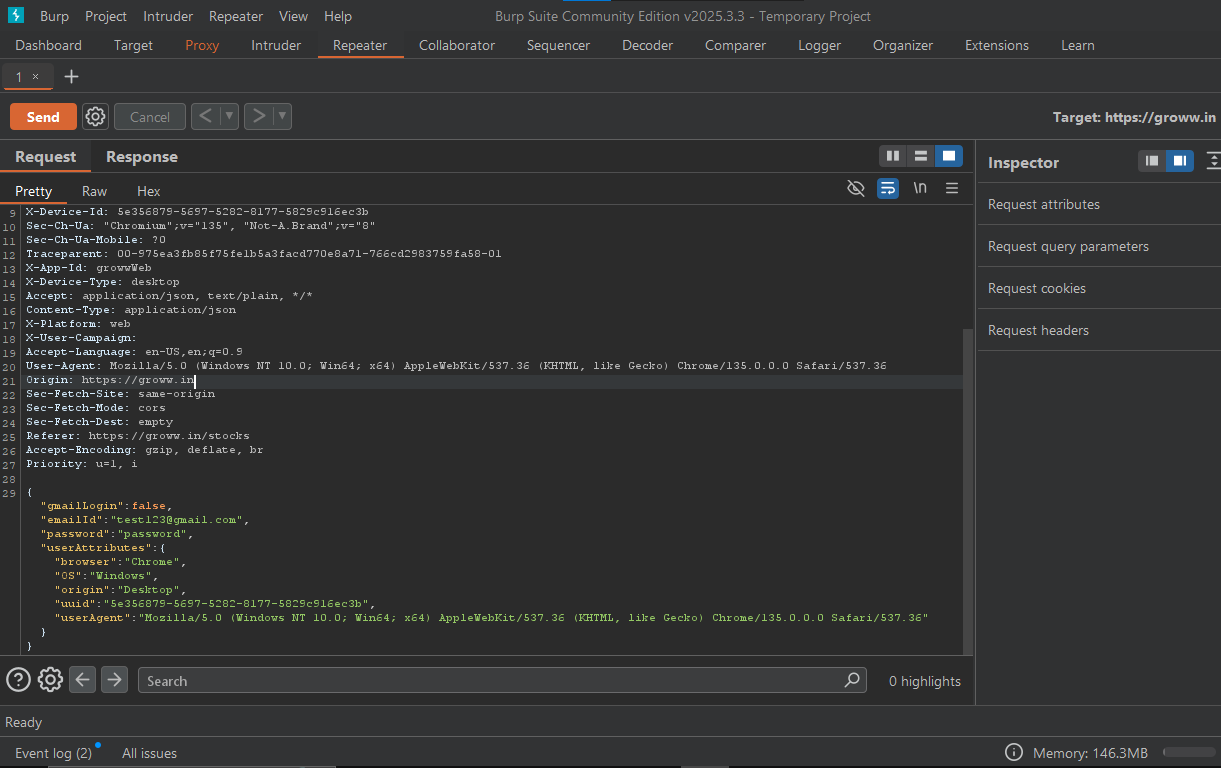 Burp Project Intruder Repeater View Help Burp Suite Community Edition v2025.3.3 - Temporary Project
Dashboard Target Proxy Intruder Repeater Collaborator Sequencer Decoder Comparer Logger Organizer Extensions Learn
1 × +
Send Cancel < > Target: https://groww.in
Request Response Inspector
Pretty Raw Hex \n
Request attributes
Request query parameters
Request cookies
Request headers
9 X-Device-Id: 5e356879-5697-5282-8177-5829c916ec3b
10 Sec-Ch-Ua: "Chromium";v="135", "Not-A.Brand";v="8"
11 Sec-Ch-Ua-Mobile: ?0
12 Traceparent: 00-975ea3fb85f75fe1b5a3facd770e8a71-766cd2983759fa58-01
13 X-App-Id: growwWeb
14 X-Device-Type: desktop
15 Accept: application/json, text/plain, */*
16 Content-Type: application/json
17 X-Platform: web
18 X-User-Campaign:
19 Accept-Language: en-US,en;q=0.9
20 User-Agent: Mozilla/5.0 (Windows NT 10.0; Win64; x64) AppleWebKit/537.36 (KHTML, like Gecko) Chrome/135.0.0.0 Safari/537.36
21 Origin: https://groww.in
22 Sec-Fetch-Site: same-origin
23 Sec-Fetch-Mode: cors
24 Sec-Fetch-Dest: empty
25 Referer: https://groww.in/stocks
26 Accept-Encoding: gzip, deflate, br
27 Priority: u=1, i
28
29 {
"gmailLogin":false,
"emailId":"test123@gmail.com",
"password":"password",
"userAttributes":{
"browser":"Chrome",
"OS":"Windows",
"origin":"Desktop",
"uuid":"5e356879-5697-5282-8177-5829c916ec3b",
"userAgent":"Mozilla/5.0 (Windows NT 10.0; Win64; x64) AppleWebKit/537.36 (KHTML, like Gecko) Chrome/135.0.0.0 Safari/537.36"
}
}
Search 0 highlights
Ready
Event log (2) All issues Memory: 146.3MB